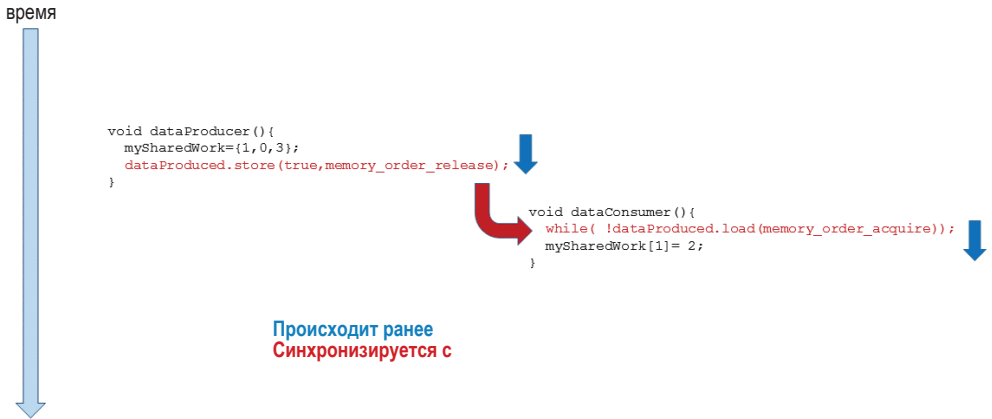 время
void dataProducer(){
mySharedWork={1,0,3};
dataProduced.store(true,memory_order_release);
}
void dataConsumer(){
while( !dataProduced.load(memory_order_acquire));
mySharedWork[1]= 2;
}
Происходит ранее
Синхронизируется с